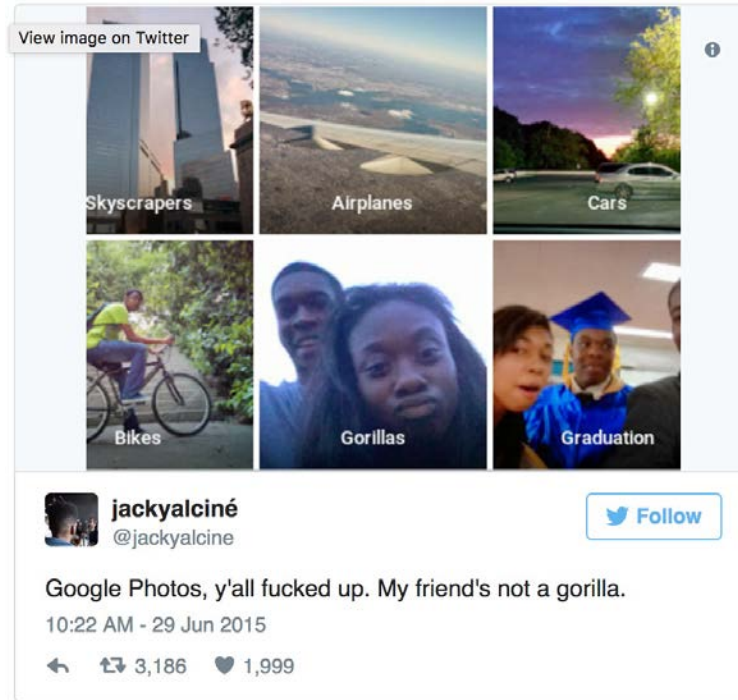 View image on Twitter
Skyscrapers
Airplanes
Cars
Bikes
Gorillas
Graduation
jackyalciné
@jackyalcine
Follow
Google Photos, y'all fucked up. My friend's not a gorilla.
10:22 AM - 29 Jun 2015
3,186
1,999